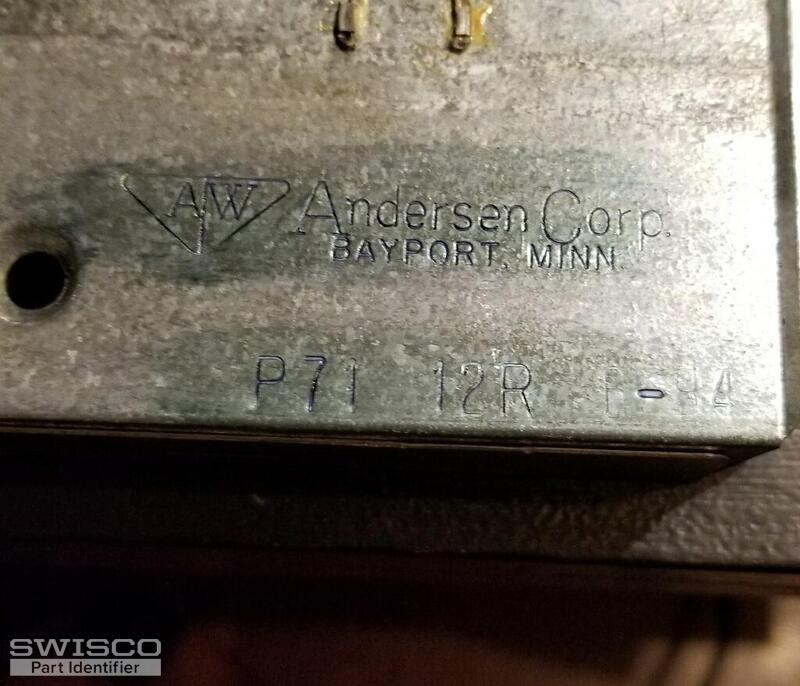 AW Andersen Corp.
BAYPORT, MINN.
P71 12R
SWISCO
Part Identifier